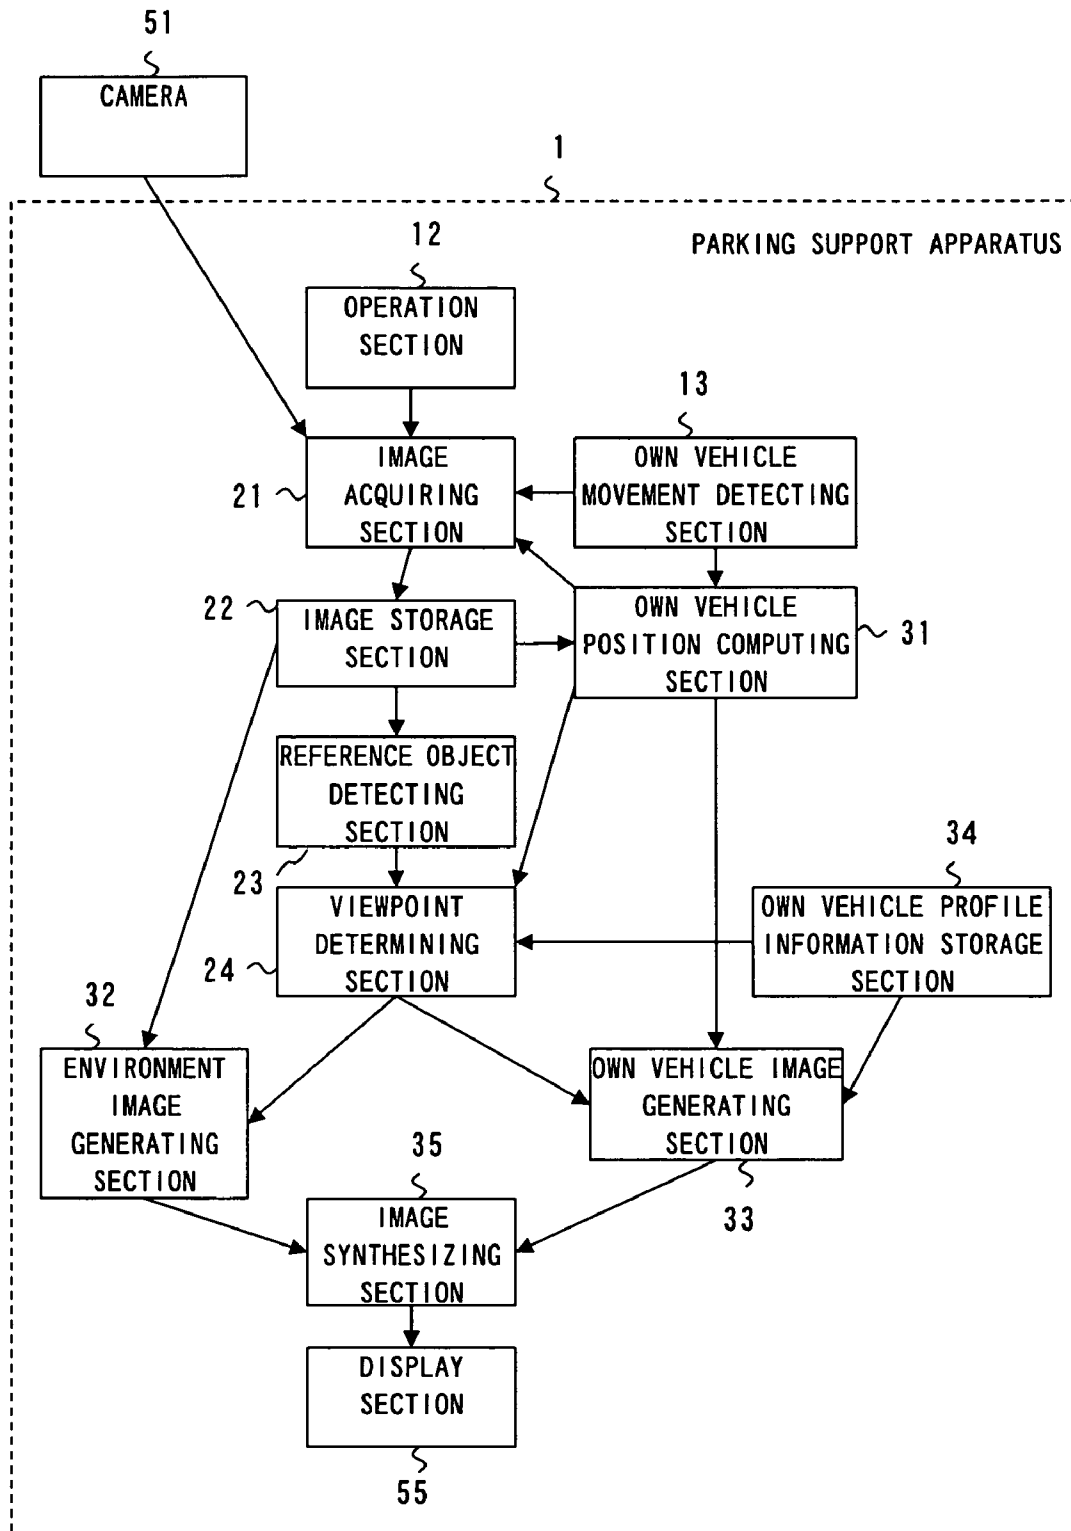 51
CAMERA
1
PARKING SUPPORT APPARATUS
12
OPERATION
SECTION
13
IMAGE
ACQUIRING
SECTION
21
OWN VEHICLE
MOVEMENT DETECTING
SECTION
22
IMAGE STORAGE
SECTION
OWN VEHICLE
POSITION COMPUTING
SECTION
31
REFERENCE OBJECT
DETECTING
SECTION
23
34
VIEWPOINT
DETERMINING
SECTION
24
OWN VEHICLE PROFILE
INFORMATION STORAGE
SECTION
32
ENVIRONMENT
IMAGE
GENERATING
SECTION
OWN VEHICLE IMAGE
GENERATING
SECTION
33
35
IMAGE
SYNTHESIZING
SECTION
DISPLAY
SECTION
55